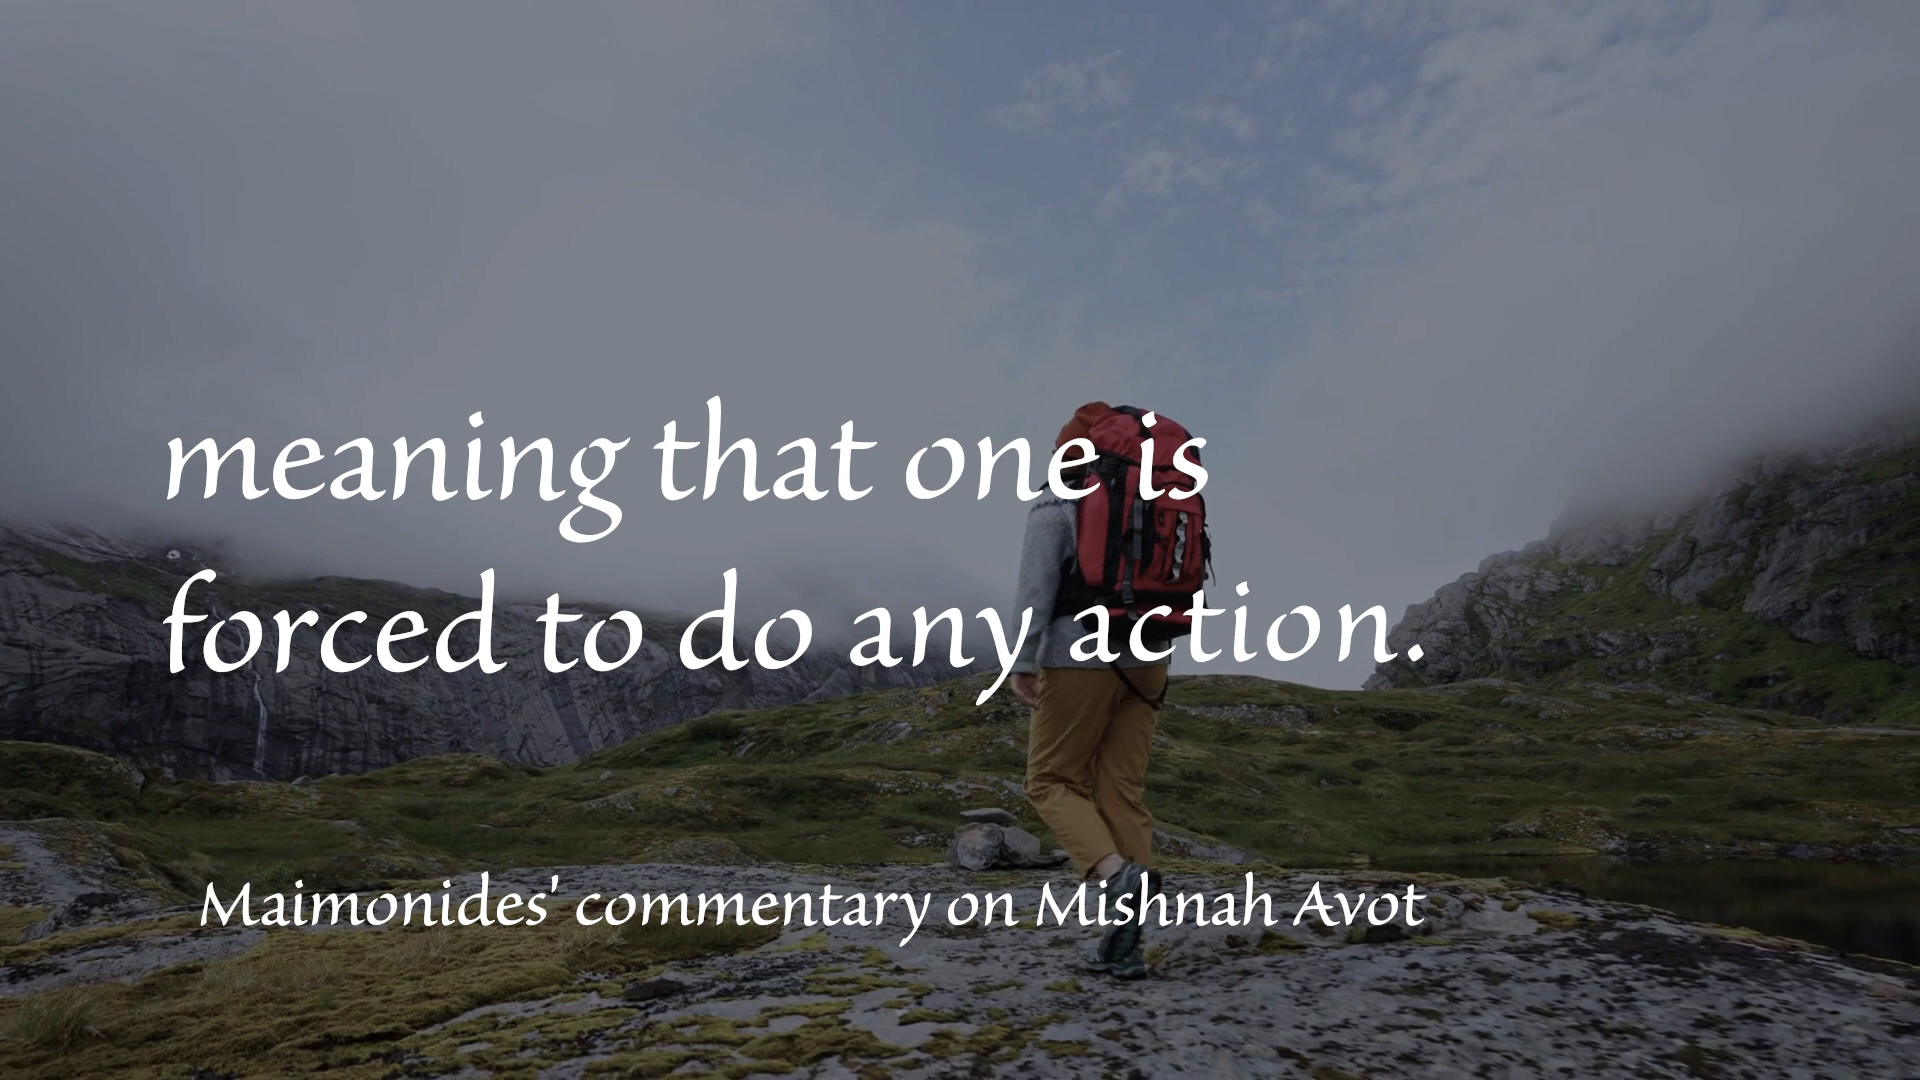 meaning that one is
forced to do any action.
Maimonides' commentary on Mishnah Avot